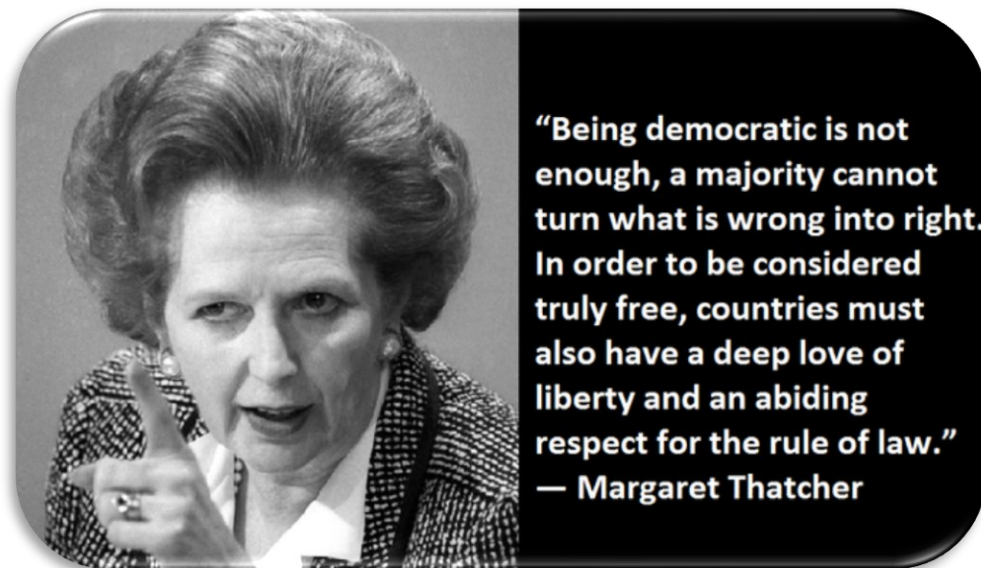 “Being democratic is not
enough, a majority cannot
turn what is wrong into right.
In order to be considered
truly free, countries must
also have a deep love of
liberty and an abiding
respect for the rule of law.”
— Margaret Thatcher